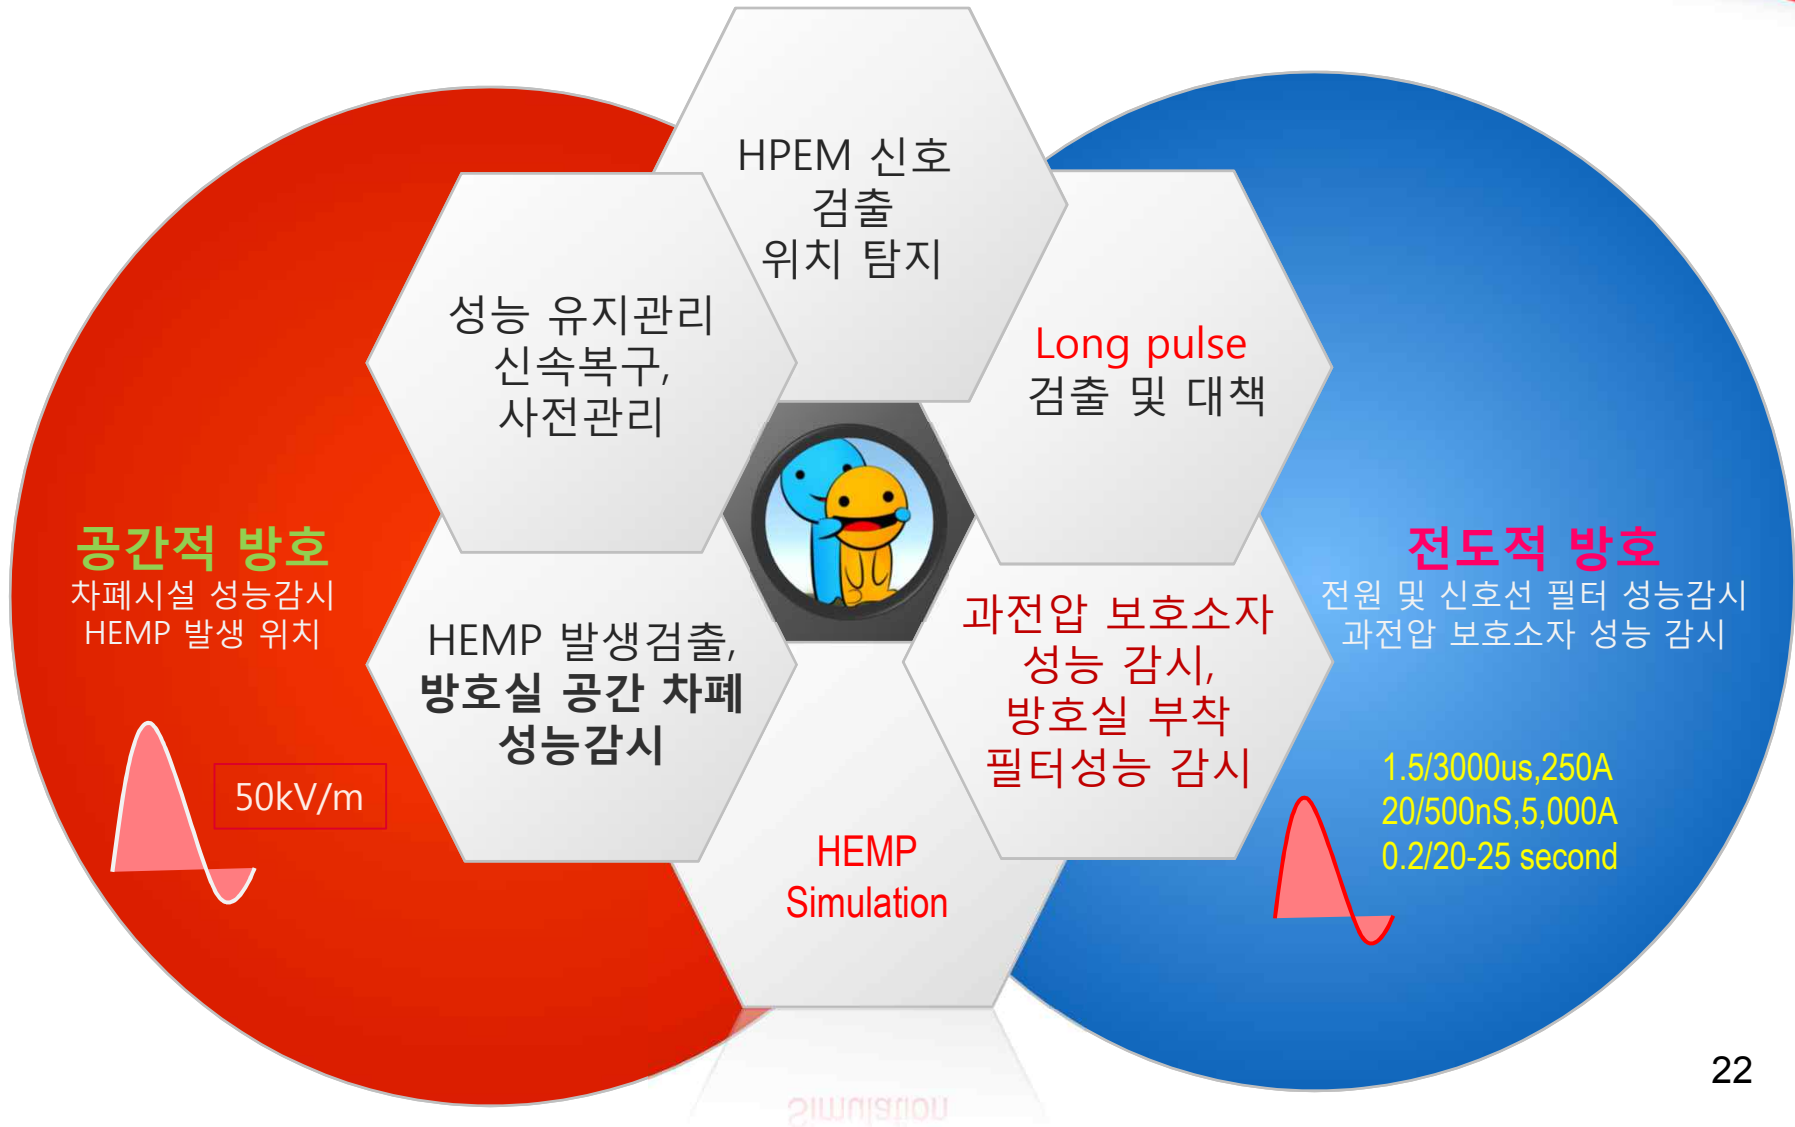 HPEM 신호
검출
위치 탐지
성능 유지관리
신속복구,
사전관리
Long pulse
검출 및 대책
공간적 방호
차폐시설 성능감시
HEMP 발생 위치
50kV/m
HEMP 발생검출,
방호실 공간 차폐
성능감시
과전압 보호소자
성능 감시,
방호실 부착
필터성능 감시
HEMP
Simulation
전도적 방호
전원 및 신호선 필터 성능감시
과전압 보호소자 성능 감시
1.5/3000us,250A
20/500nS,5,000A
0.2/20-25 second
Simulation
22